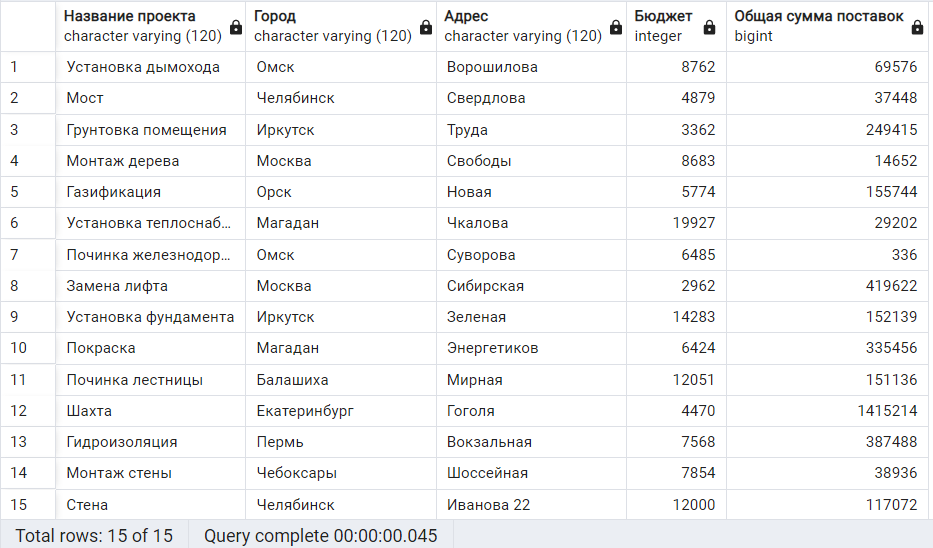 Название проекта Город Адрес Бюджет Общая сумма поставок
character varying (120) character varying (120) character varying (120) integer bigint
1 Установка дымохода Омск Ворошилова 8762 69576
2 Мост Челябинск Свердлова 4879 37448
3 Грунтовка помещения Иркутск Труда 3362 249415
4 Монтаж дерева Москва Свободы 8683 14652
5 Газификация Орск Новая 5774 155744
6 Установка теплоснаб... Магадан Чкалова 19927 29202
7 Починка железнодор... Омск Суворова 6485 336
8 Замена лифта Москва Сибирская 2962 419622
9 Установка фундамента Иркутск Зеленая 14283 152139
10 Покраска Магадан Энергетиков 6424 335456
11 Починка лестницы Балашиха Мирная 12051 151136
12 Шахта Екатеринбург Гоголя 4470 1415214
13 Гидроизоляция Пермь Вокзальная 7568 387488
14 Монтаж стены Чебоксары Шоссейная 7854 38936
15 Стена Челябинск Иванова 22 12000 117072
Total rows: 15 of 15 Query complete 00:00:00.045